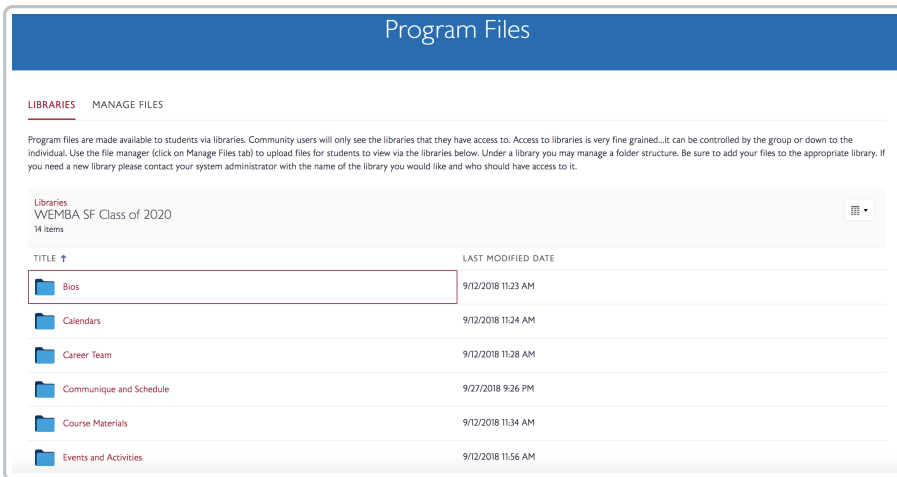 Program Files
LIBRARIES MANAGE FILES
Program files are made available to students via libraries. Community users will only see the libraries that they have access to. Access to libraries is very fine grained...it can be controlled by the group or down to the
individual. Use the file manager (click on Manage Files tab) to upload files for students to view via the libraries below. Under a library you may manage a folder structure. Be sure to add your files to the appropriate library. If
you need a new library please contact your system administrator with the name of the library you would like and who should have access to it.
Libraries
WEMBA SF Class of 2020
14 items
TITLE ↑ LAST MODIFIED DATE
Bios 9/12/2018 11:23 AM
Calendars 9/12/2018 11:24 AM
Career Team 9/12/2018 11:28 AM
Communique and Schedule 9/27/2018 9:26 PM
Course Materials 9/12/2018 11:34 AM
Events and Activities 9/12/2018 11:56 AM